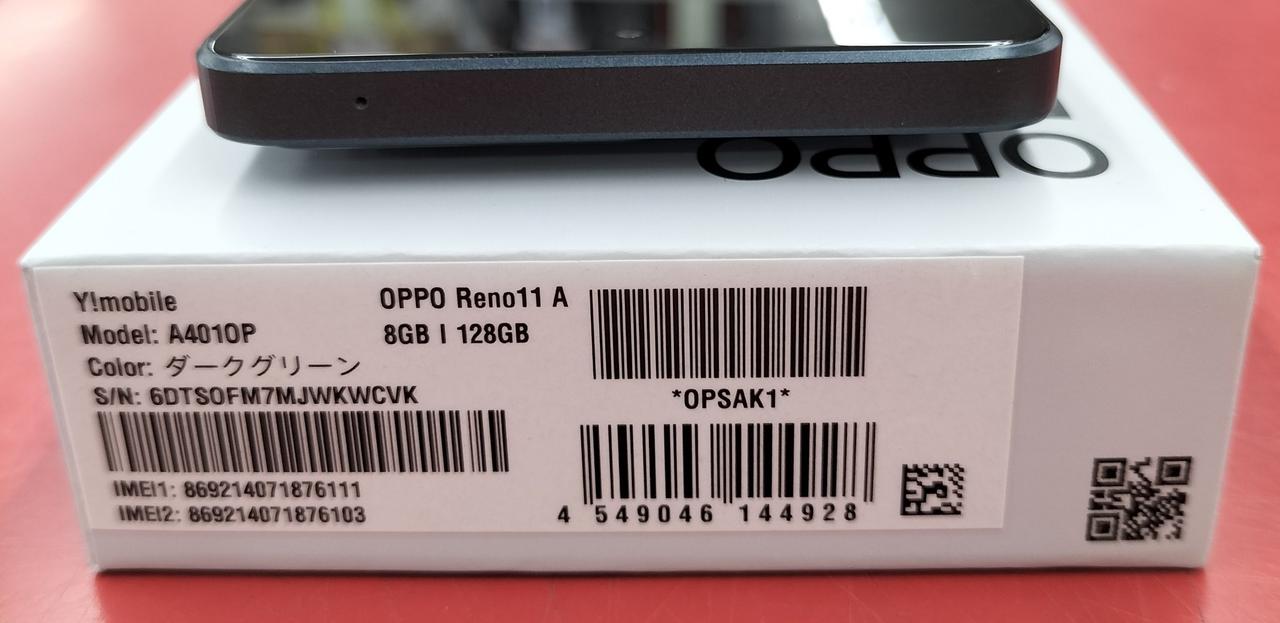 OPPO
Y!mobile
OPPO Reno11 A
Model: A401OP
8GB | 128GB
Color: ダークグリーン
S/N: 6DTSOFM7MJWKWCVK
*OPSAK1*
IMEI1: 869214071876111
IMEI2: 869214071876103
4 549046 144928